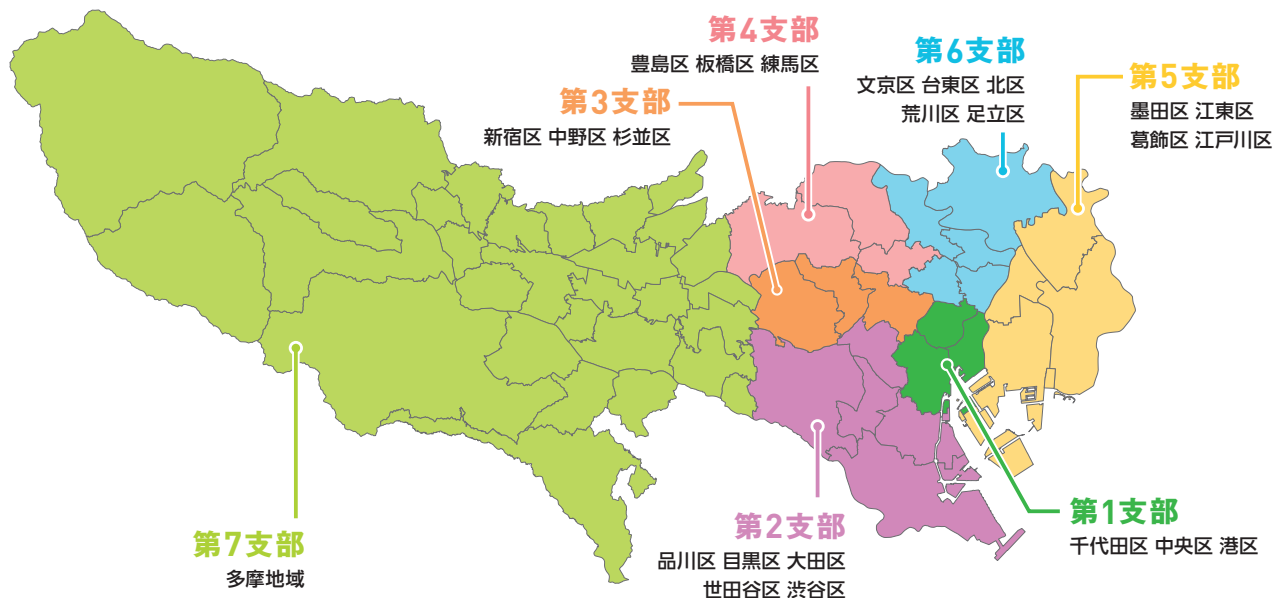 第4支部
豊島区 板橋区 練馬区
第6支部
文京区 台東区 北区
荒川区 足立区
第5支部
墨田区 江東区
葛飾区 江戸川区
第3支部
新宿区 中野区 杉並区
第7支部
多摩地域
第2支部
品川区 目黒区 大田区
世田谷区 渋谷区
第1支部
千代田区 中央区 港区